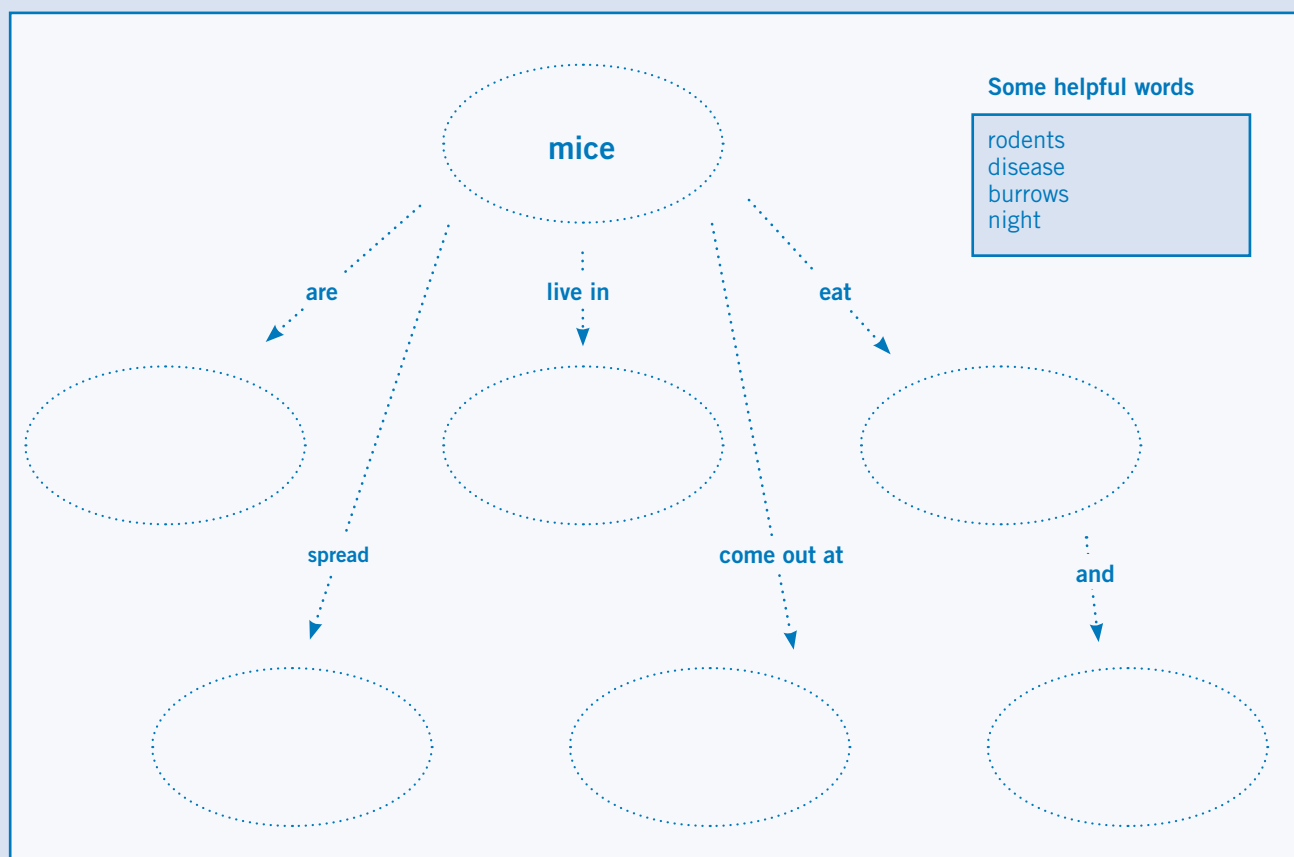 Some helpful words
mice
rodents
disease
burrows
night
are
live in
eat
spread
come out at
and